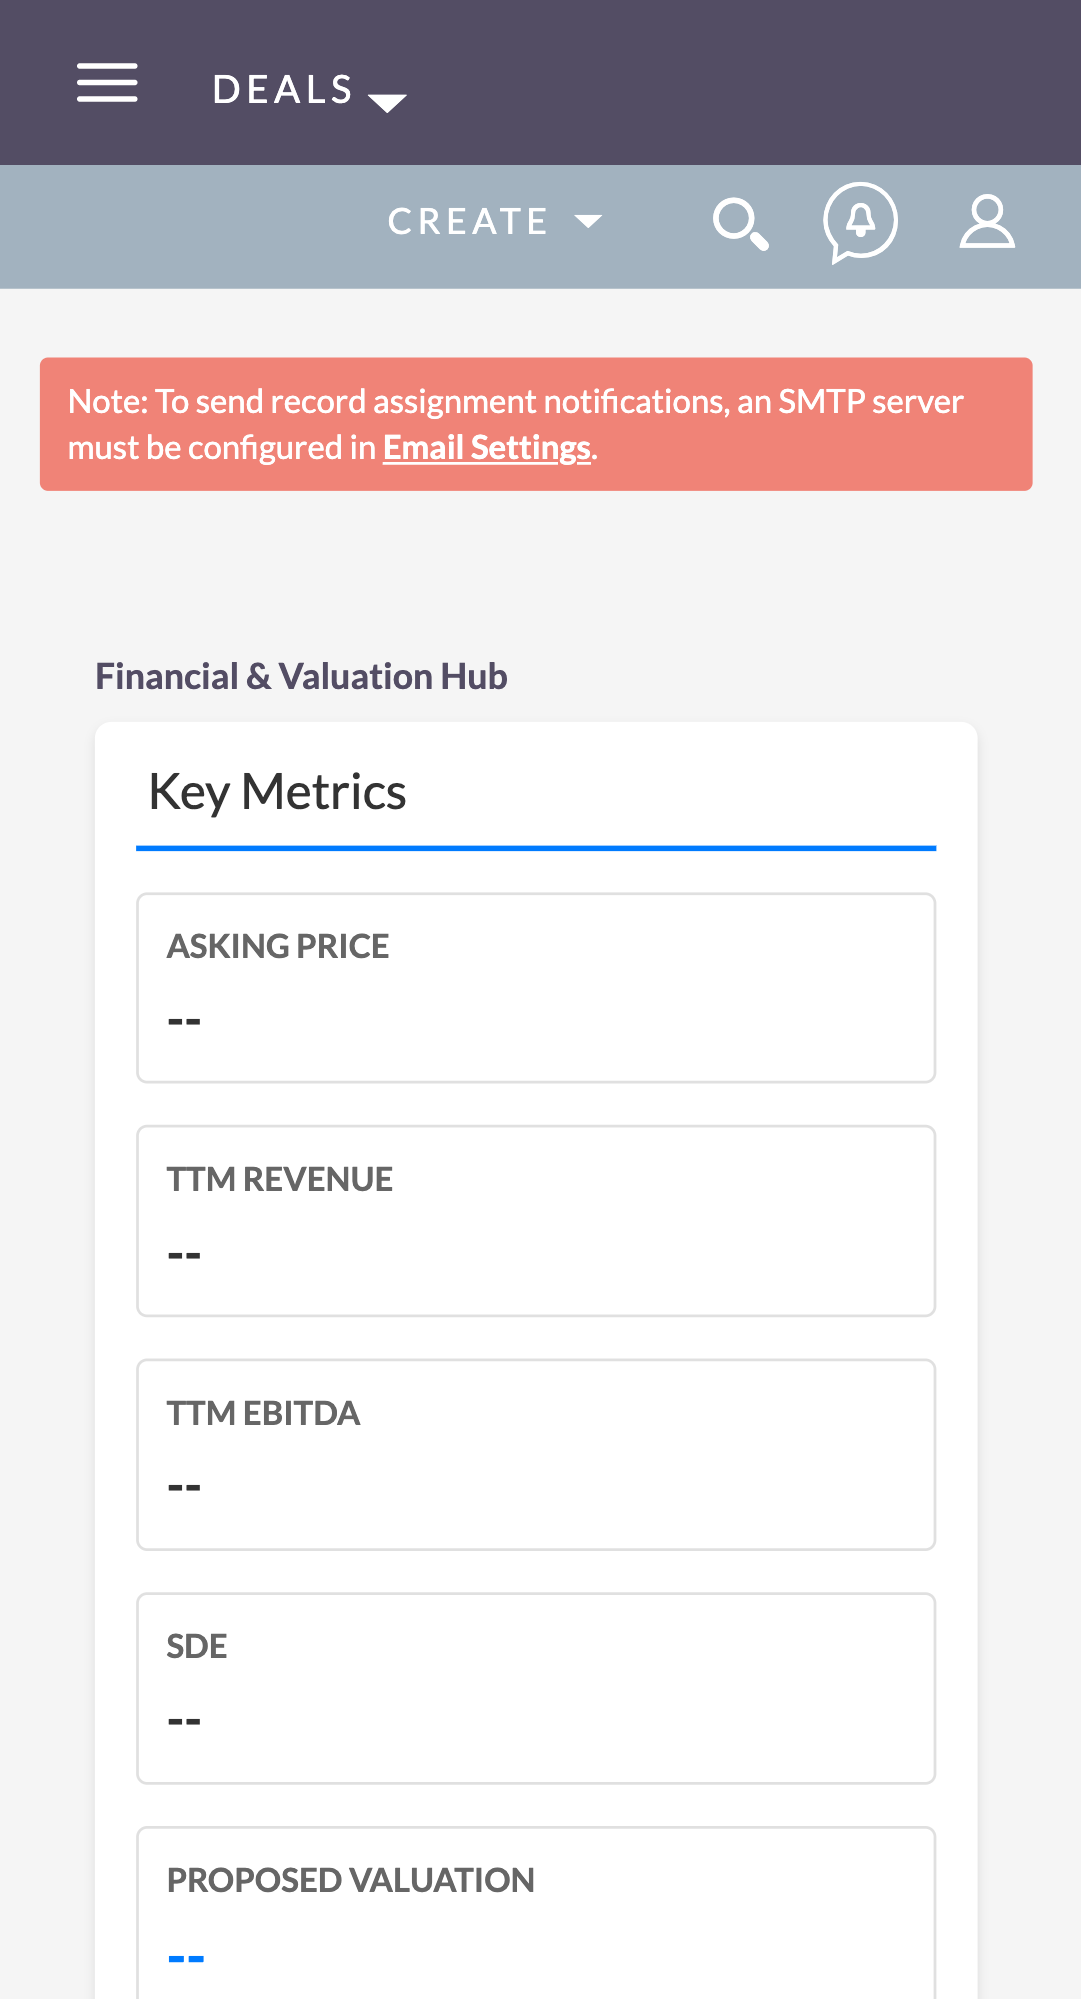 DEALS
CREATE
Note: To send record assignment notifications, an SMTP server
must be configured in Email Settings.
Financial & Valuation Hub
Key Metrics
ASKING PRICE
--
TTM REVENUE
--
TTM EBITDA
--
SDE
--
PROPOSED VALUATION
--